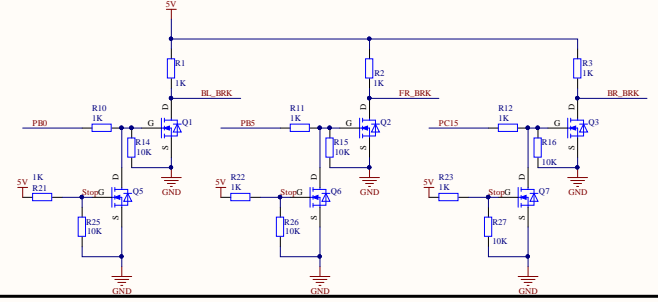 5V
R1
1K
BL_BRK
R2
1K
FR_BRK
R3
1K
BR_BRK
PB0
R10
1K
G
D
S
Q1
R14
10K
GND
PB5
R11
1K
G
D
S
Q2
R15
10K
GND
PC15
R12
1K
G
D
S
Q3
R16
10K
GND
5V
1K
R21
StopG
D
S
Q5
R25
10K
GND
5V
R22
1K
StopG
D
S
Q6
R26
10K
GND
5V
R23
1K
StopG
D
S
Q7
R27
10K
GND